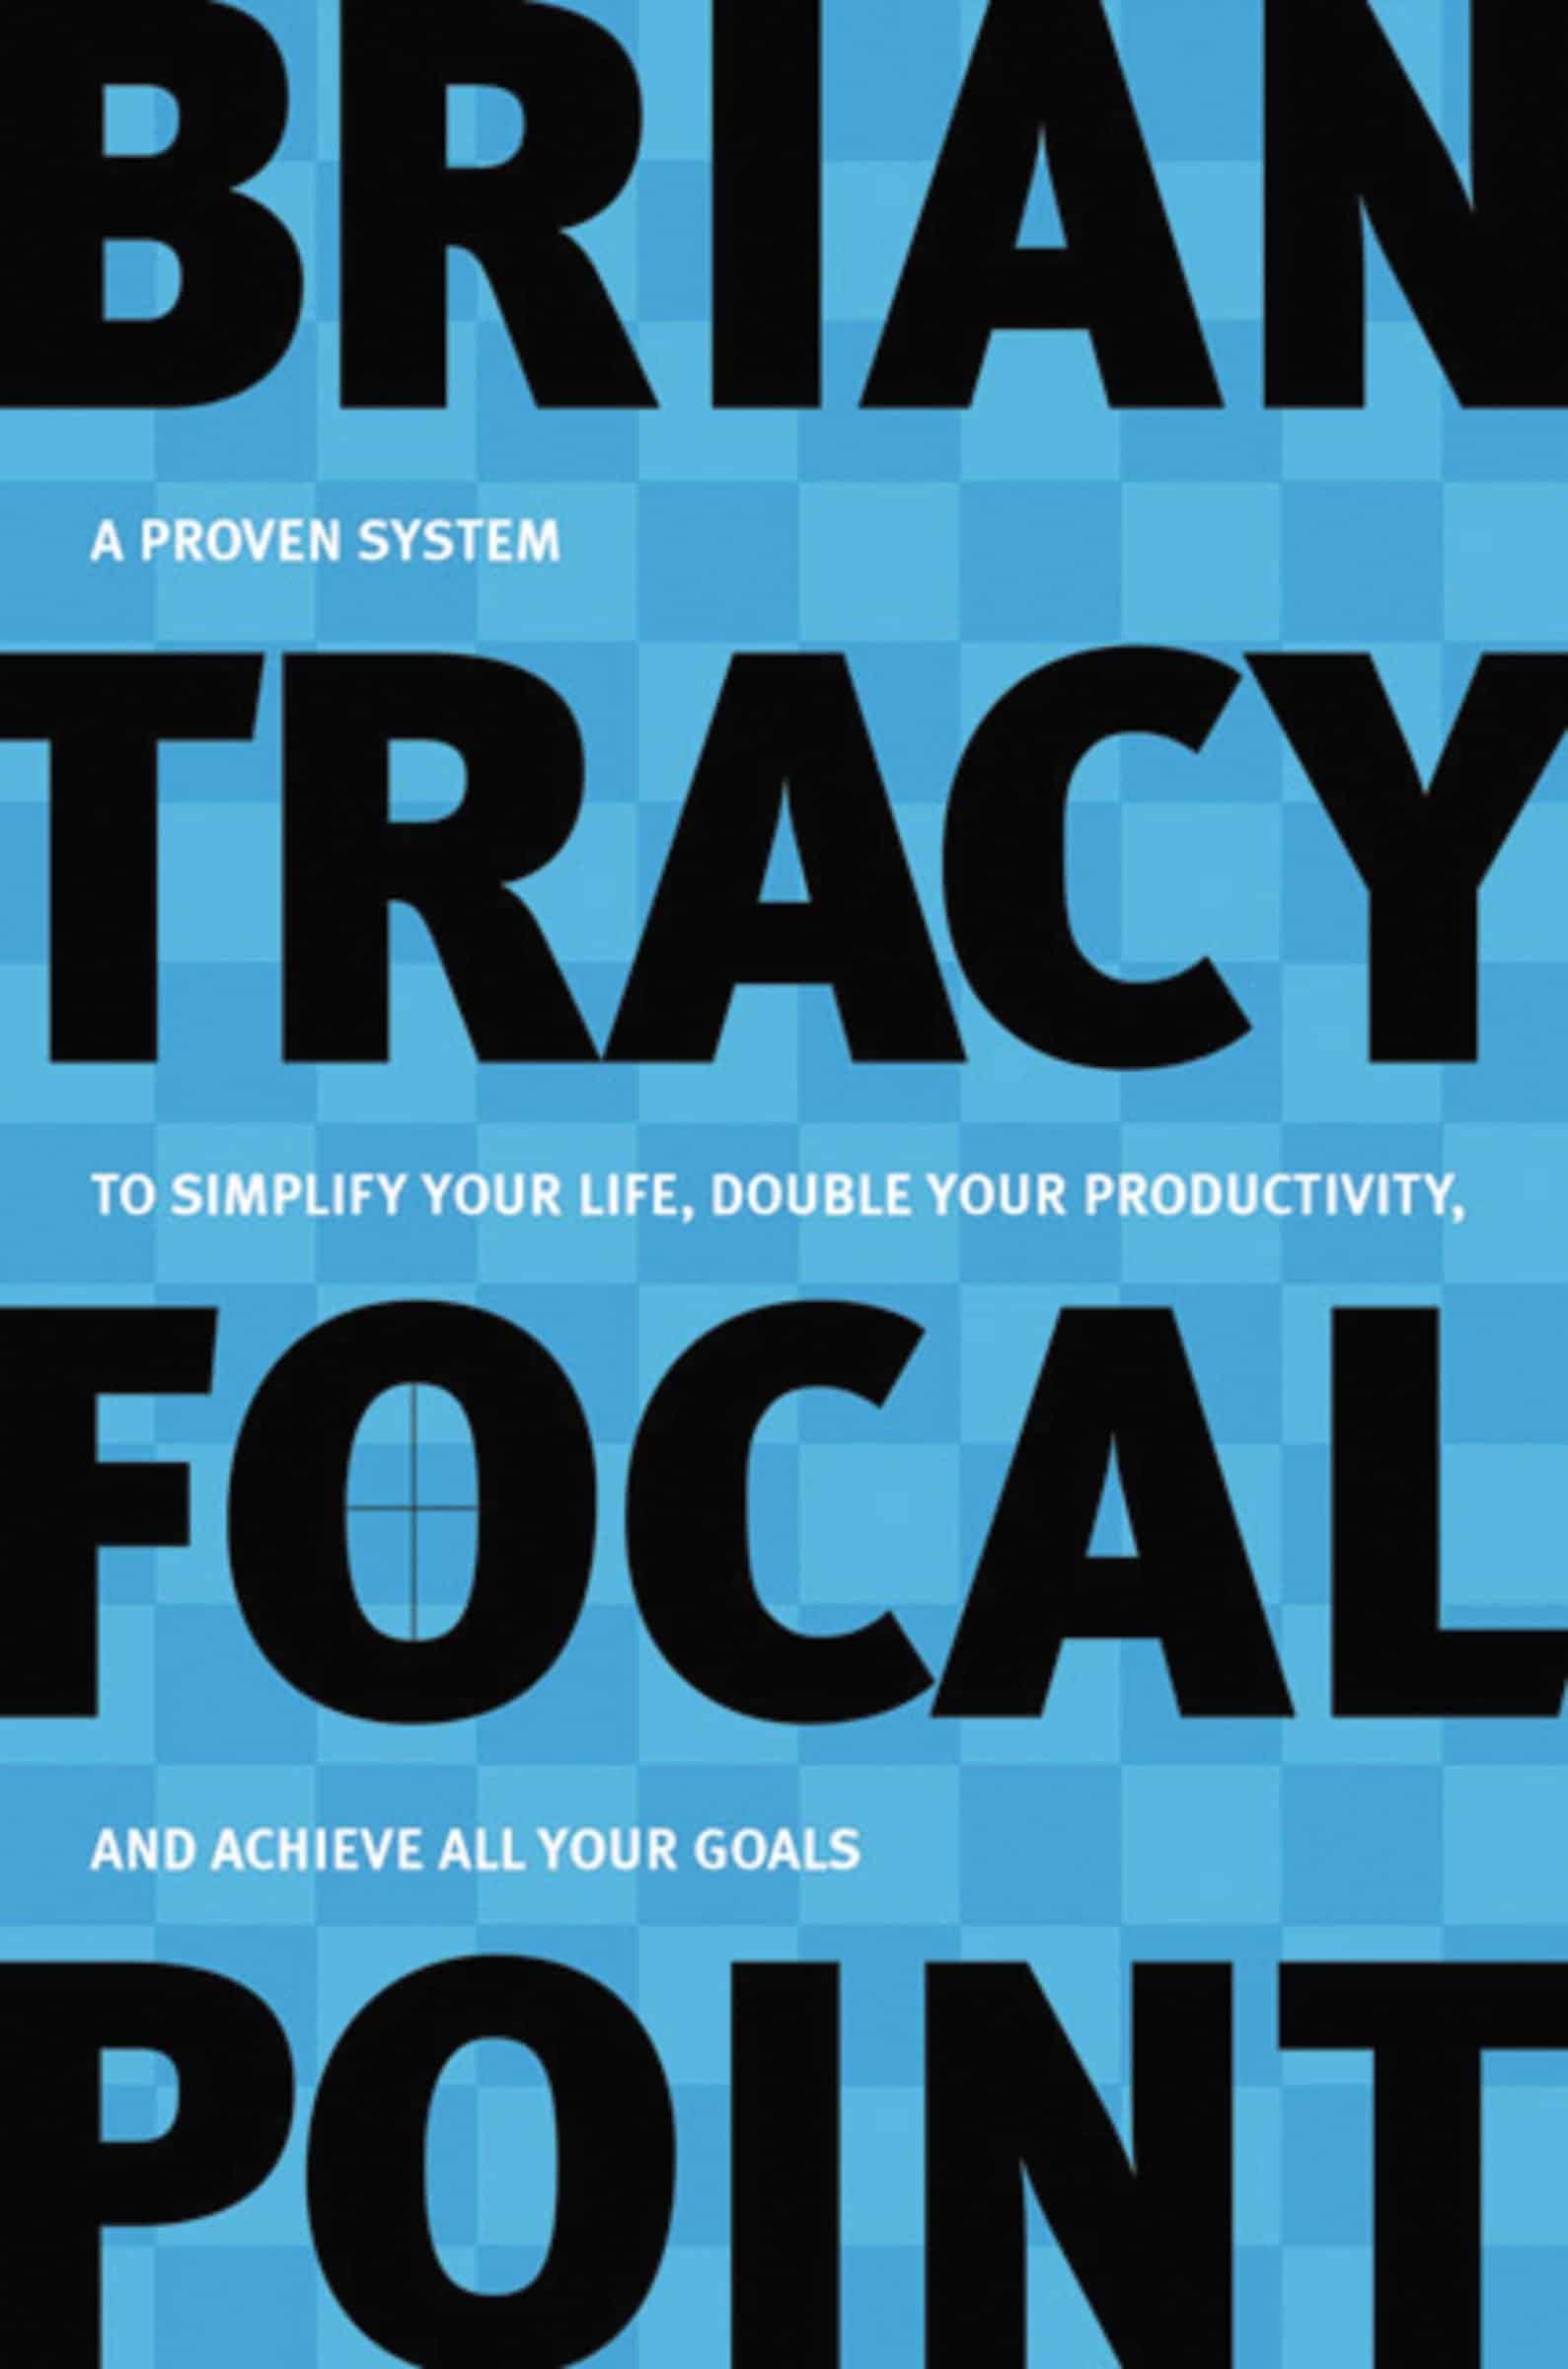 BRIAN
A PROVEN SYSTEM
TRACY
TO SIMPLIFY YOUR LIFE, DOUBLE YOUR PRODUCTIVITY,
FOCAL
AND ACHIEVE ALL YOUR GOALS
POINT